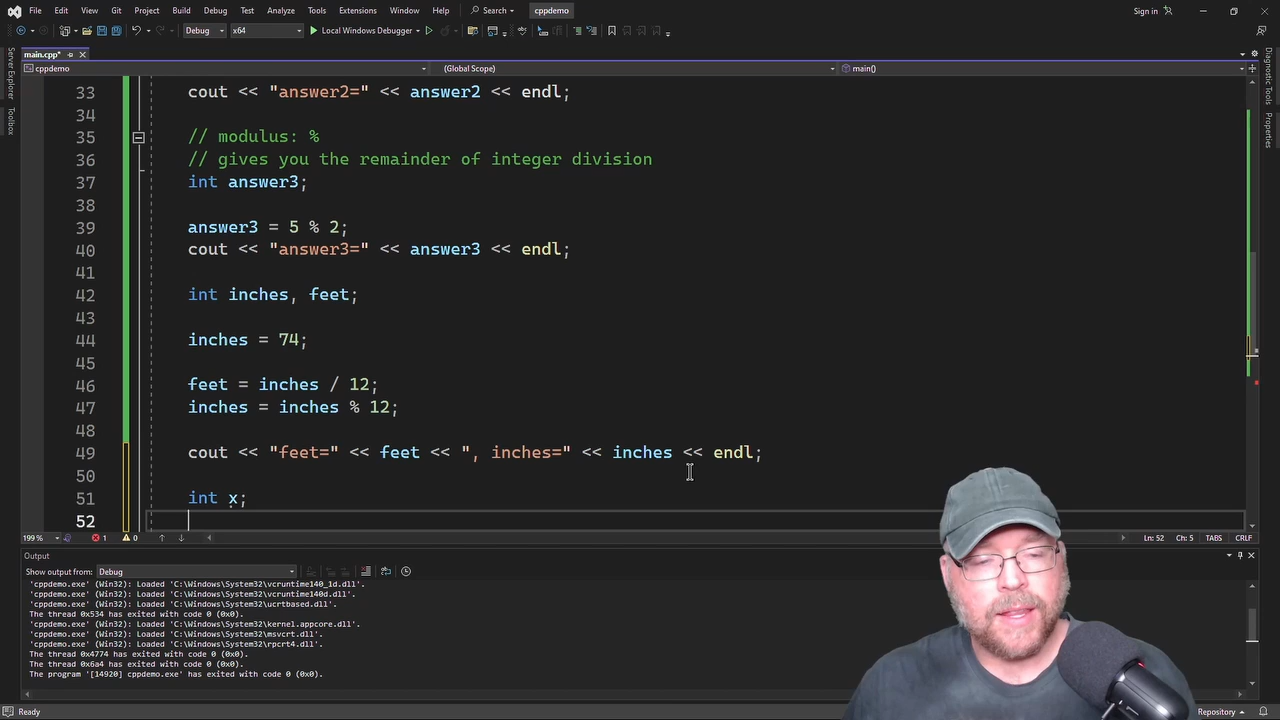 File Edit View Git Project Build Debug Test Analyze Tools Extensions Window Help Search cppdemo Sign in
Debug x64 Local Windows Debugger
main.cpp*
cppdemo (Global Scope) main()
Server Explorer
Toolbox
Diagnostic Tools
Properties
33 cout << "answer2=" << answer2 << endl;
34
35 // modulus: %
36 // gives you the remainder of integer division
37 int answer3;
38
39 answer3 = 5 % 2;
40 cout << "answer3=" << answer3 << endl;
41
42 int inches, feet;
43
44 inches = 74;
45
46 feet = inches / 12;
47 inches = inches % 12;
48
49 cout << "feet=" << feet << ", inches=" << inches << endl;
50
51 int x;
52
199 % 1 0 Ln: 52 Ch: 5 TABS CRLF
Output
Show output from: Debug
'cppdemo.exe' (Win32): Loaded 'C:\Windows\System32\vcruntime140_1d.dll'.
'cppdemo.exe' (Win32): Loaded 'C:\Windows\System32\vcruntime140d.dll'.
'cppdemo.exe' (Win32): Loaded 'C:\Windows\System32\ucrtbased.dll'.
The thread 0x534 has exited with code 0 (0x0).
'cppdemo.exe' (Win32): Loaded 'C:\Windows\System32\kernel.appcore.dll'.
'cppdemo.exe' (Win32): Loaded 'C:\Windows\System32\msvcrt.dll'.
'cppdemo.exe' (Win32): Loaded 'C:\Windows\System32\rpcrt4.dll'.
The thread 0x4774 has exited with code 0 (0x0).
The thread 0x6a4 has exited with code 0 (0x0).
The program '[14920] cppdemo.exe' has exited with code 0 (0x0).
Ready Repository